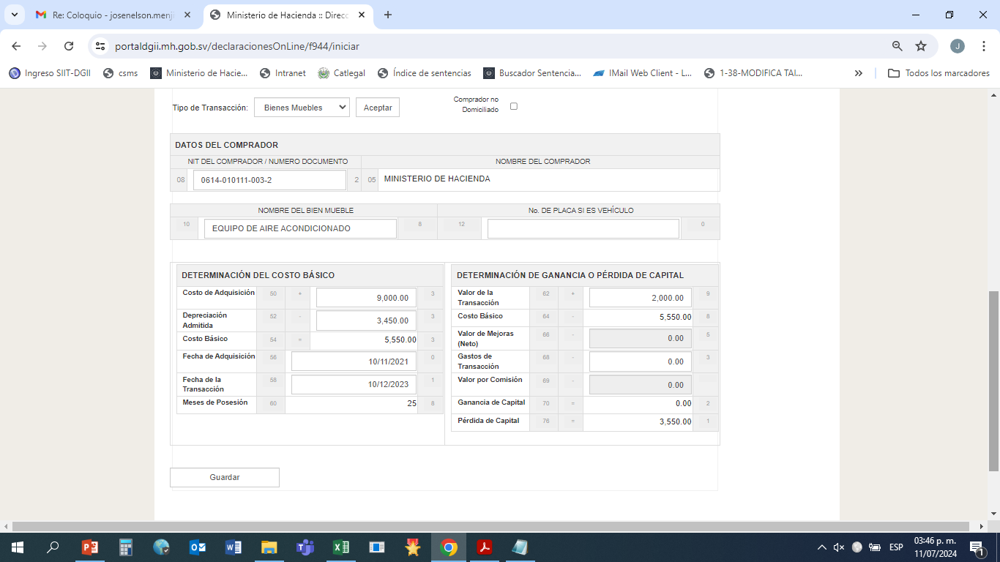 Re: Coloquio - josenelson.menj
Ministerio de Hacienda :: Direcc
portaldgii.mh.gob.sv/declaracionesOnLine/f944/iniciar
J
Ingreso SIIT-DGII
csms
Ministerio de Hacie...
Intranet
Catlegal
Índice de sentencias
Buscador Sentencia...
IMail Web Client - L...
1-38-MODIFICA TAI...
Todos los marcadores
Tipo de Transacción: Bienes Muebles Aceptar
Comprador no
Domiciliado
DATOS DEL COMPRADOR
NIT DEL COMPRADOR / NUMERO DOCUMENTO NOMBRE DEL COMPRADOR
08 0614-010111-003-2 2 05 MINISTERIO DE HACIENDA
NOMBRE DEL BIEN MUEBLE No. DE PLACA SI ES VEHÍCULO
10 EQUIPO DE AIRE ACONDICIONADO 8 12 0
DETERMINACIÓN DEL COSTO BÁSICO
Costo de Adquisición 50 + 9,000.00 3
Depreciación
Admitida 52 - 3,450.00 3
Costo Básico 54 = 5,550.00 3
Fecha de Adquisición 56 10/11/2021 0
Fecha de la
Transacción 58 10/12/2023 1
Meses de Posesión 60 25 8
DETERMINACIÓN DE GANANCIA O PÉRDIDA DE CAPITAL
Valor de la
Transacción 62 + 2,000.00 9
Costo Básico 64 - 5,550.00 8
Valor de Mejoras
(Neto) 66 - 0.00 5
Gastos de
Transacción 68 - 0.00 3
Valor por Comisión 69 - 0.00
Ganancia de Capital 70 = 0.00 2
Pérdida de Capital 76 = 3,550.00 1
Guardar
ESP
03:46 p. m.
11/07/2024
1